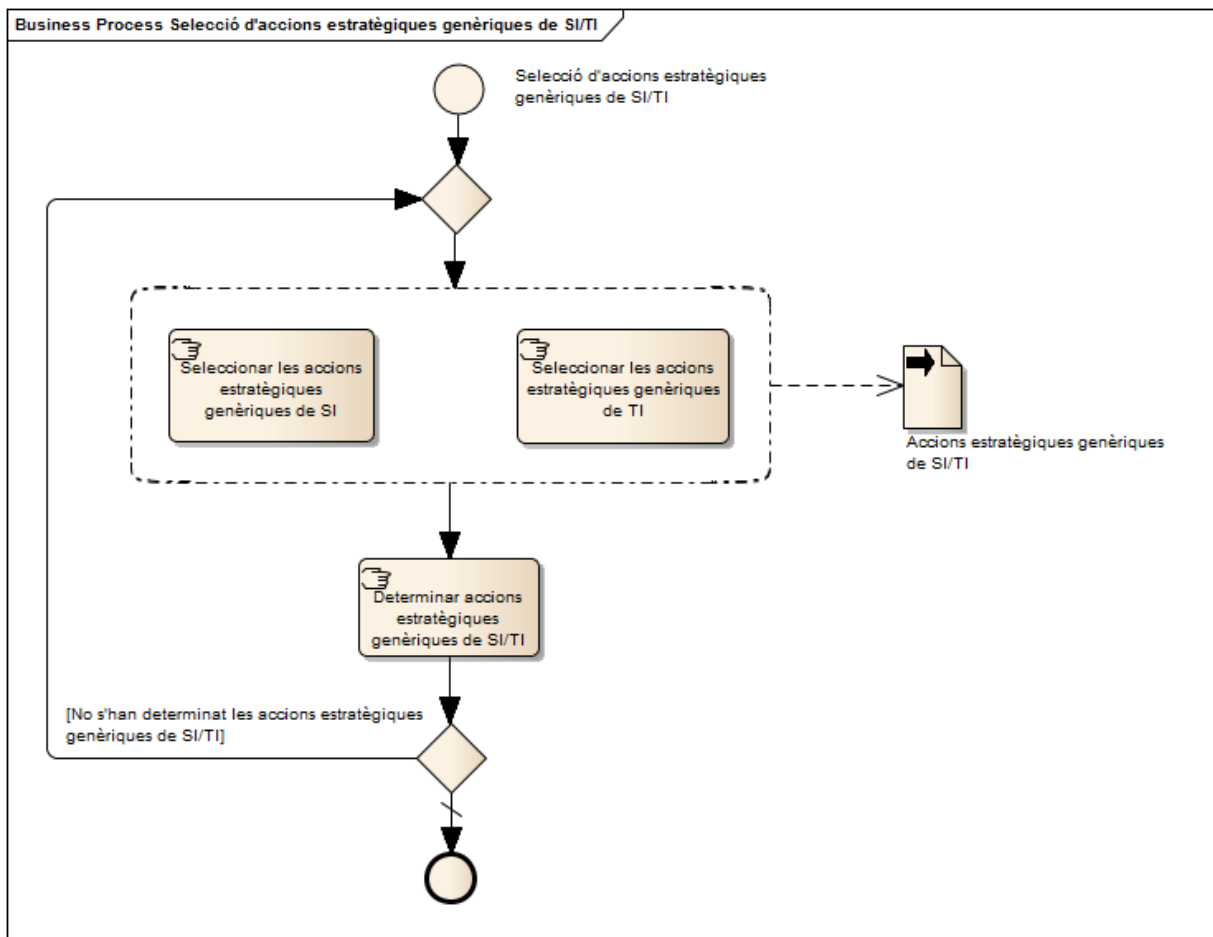 Business Process Selecció d'accions estratègiques genèriques de SI/TI
Selecció d'accions estratègiques
genèriques de SI/TI
Seleccionar les accions
estratègiques
genèriques de SI
Seleccionar les accions
estratègiques genèriques
de TI
Accions estratègiques genèriques
de SI/TI
Determinar accions
estratègiques
genèriques de SI/TI
[No s'han determinat les accions estratègiques
genèriques de SI/TI]